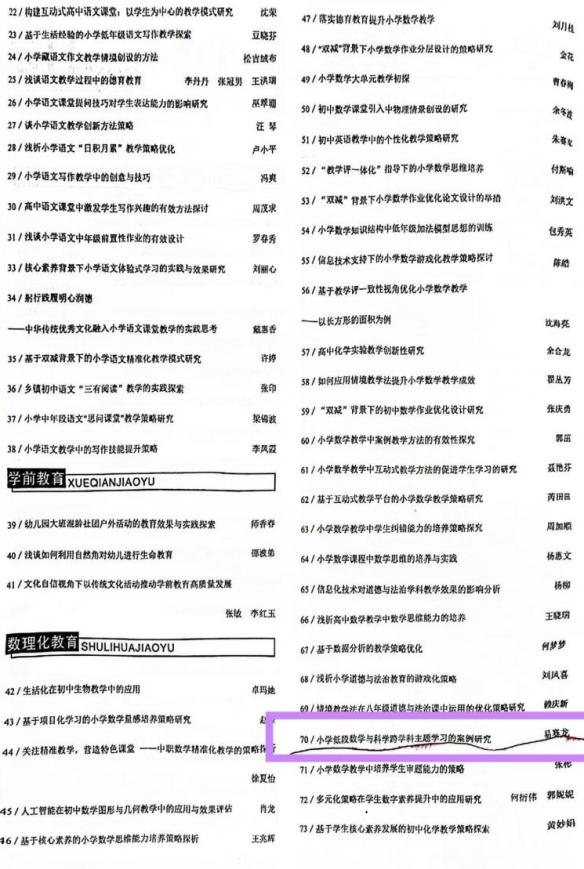 22 / 构建互动式高中语文课堂：以学生为中心的教学模式研究 沈荣
23 / 基于生活经验的小学低年级语文写作教学探索 豆晓芬
24 / 小学藏语文作文教学情境创设的方法 松吉绒布
25 / 浅谈语文教学过程中的德育教育 李丹丹 张冠男 王洪瑞
26 / 小学语文课堂提问技巧对学生表达能力的影响研究
27 / 谈小学语文教学创新方法策略 汪琴
28 / 浅析小学语文“日积月累”教学策略优化 卢小平
29 / 小学语文写作教学中的创意与技巧 冯爽
30 / 高中语文课堂中激发学生写作兴趣的有效方法探讨 周茂求
31 / 浅谈小学语文中年级前置性作业的有效设计 罗春秀
33 / 核心素养背景下小学语文体验式学习的实践与效果研究 刘丽心
34 / 躬行践履明心润德
——中华传统优秀文化融入小学语文课堂教学的实践思考 戴惠香
35 / 基于双减背景下的小学语文精准化教学模式研究 许婷
36 / 乡镇初中语文“三有阅读”教学的实践探索 张印
37 / 小学中年段语文"思问课堂"教学策略研究 梁锦波
38 / 小学语文教学中的写作技能提升策略 李凤霞
学前教育 XUEQIANJIAOYU
39 / 幼儿园大班混龄社团户外活动的教育效果与实践探索 师香春
40 / 浅谈如何利用自然角对幼儿进行生命教育 邵波弟
41 / 文化自信视角下以传统文化活动推动学前教育高质量发展
张敏 李红玉
数理化教育 SHULIHUAJIAOYU
42 / 生活化在初中生物教学中的应用 卓玛她
43 / 基于项目化学习的小学数学量感培养策略研究 赵
44 / 关注精准教学，营造特色课堂 ——中职数学精准化教学的策略探析
徐夏怡
45 / 人工智能在初中数学图形与几何教学中的应用与效果评估 肖龙
46 / 基于核心素养的小学数学思维能力培养策略探析 王兆辉
47 / 落实德育教育提升小学数学教学 刘月桂
48 / "双减"背景下小学数学作业分层设计的策略研究 金花
49 / 小学数学大单元教学初探 曹春梅
50 / 初中数学课堂引入中物理情景创设的研究
51 / 初中英语教学中的个性化教学策略研究
52 / “教学评一体化”指导下的小学数学思维培养 付斯喻
53 / “双减”背景下小学数学作业优化论文设计的举措 刘洪文
54 / 小学数学知识结构中低年级加法模型思想的训练 包秀英
55 / 信息技术支持下的小学数学游戏化教学策略探讨 陈皓
56 / 基于教学评一致性视角优化小学数学教学
——以长方形的面积为例 沈海亮
57 / 高中化学实验教学创新性研究 余合龙
58 / 如何应用情境教学法提升小学数学教学成效 翟丛芳
59 / “双减”背景下的初中数学作业优化设计研究 张庆勇
60 / 小学数学教学中案例教学方法的有效性探究 郭苗
61 / 小学数学教学中互动式教学方法的促进学生学习的研究 聂艳芬
62 / 基于互动式教学平台的小学数学教学策略研究 芮田田
63 / 小学数学教学中学生纠错能力的培养策略探究 周加顺
64 / 小学数学课程中数学思维的培养与实践 杨惠文
65 / 信息化技术对道德与法治学科教学效果的影响分析 杨柳
66 / 浅析高中数学教学中数学思维能力的培养 王晓琦
67 / 基于数据分析的教学策略优化 何梦梦
68 / 浅析小学道德与法治教育的游戏化策略 刘凤喜
69 / 情境教学法在八年级道德与法治课中运用的优化策略研究 赖庆新
70 / 小学低段数学与科学跨学科主题学习的案例研究 易赛龙
71 / 小学数学教学中培养学生审题能力的策略 张彬
72 / 多元化策略在学生数字素养提升中的应用研究 何衍伟 郭妮妮
73 / 基于学生核心素养发展的初中化学教学策略探索 黄妙娟